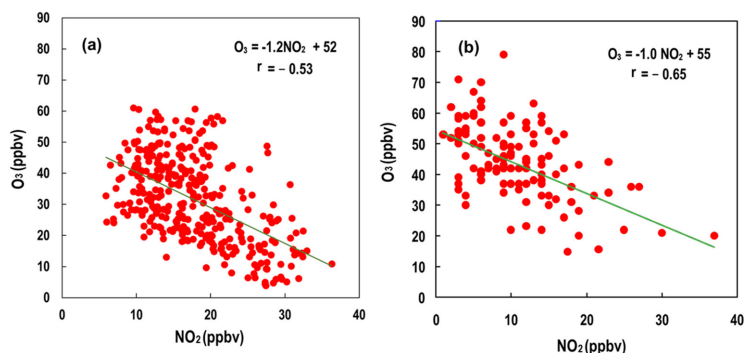 (a)
O₃ = -1.2NO₂ + 52
r = – 0.53
90
80
70
60
50
40
30
20
10
0
O₃ (ppbv)
0 10 20 30 40
NO₂ (ppbv)
(b)
O₃ = -1.0 NO₂ + 55
r = – 0.65
90
80
70
60
50
40
30
20
10
0
O₃ (ppbv)
0 10 20 30 40
NO₂ (ppbv)